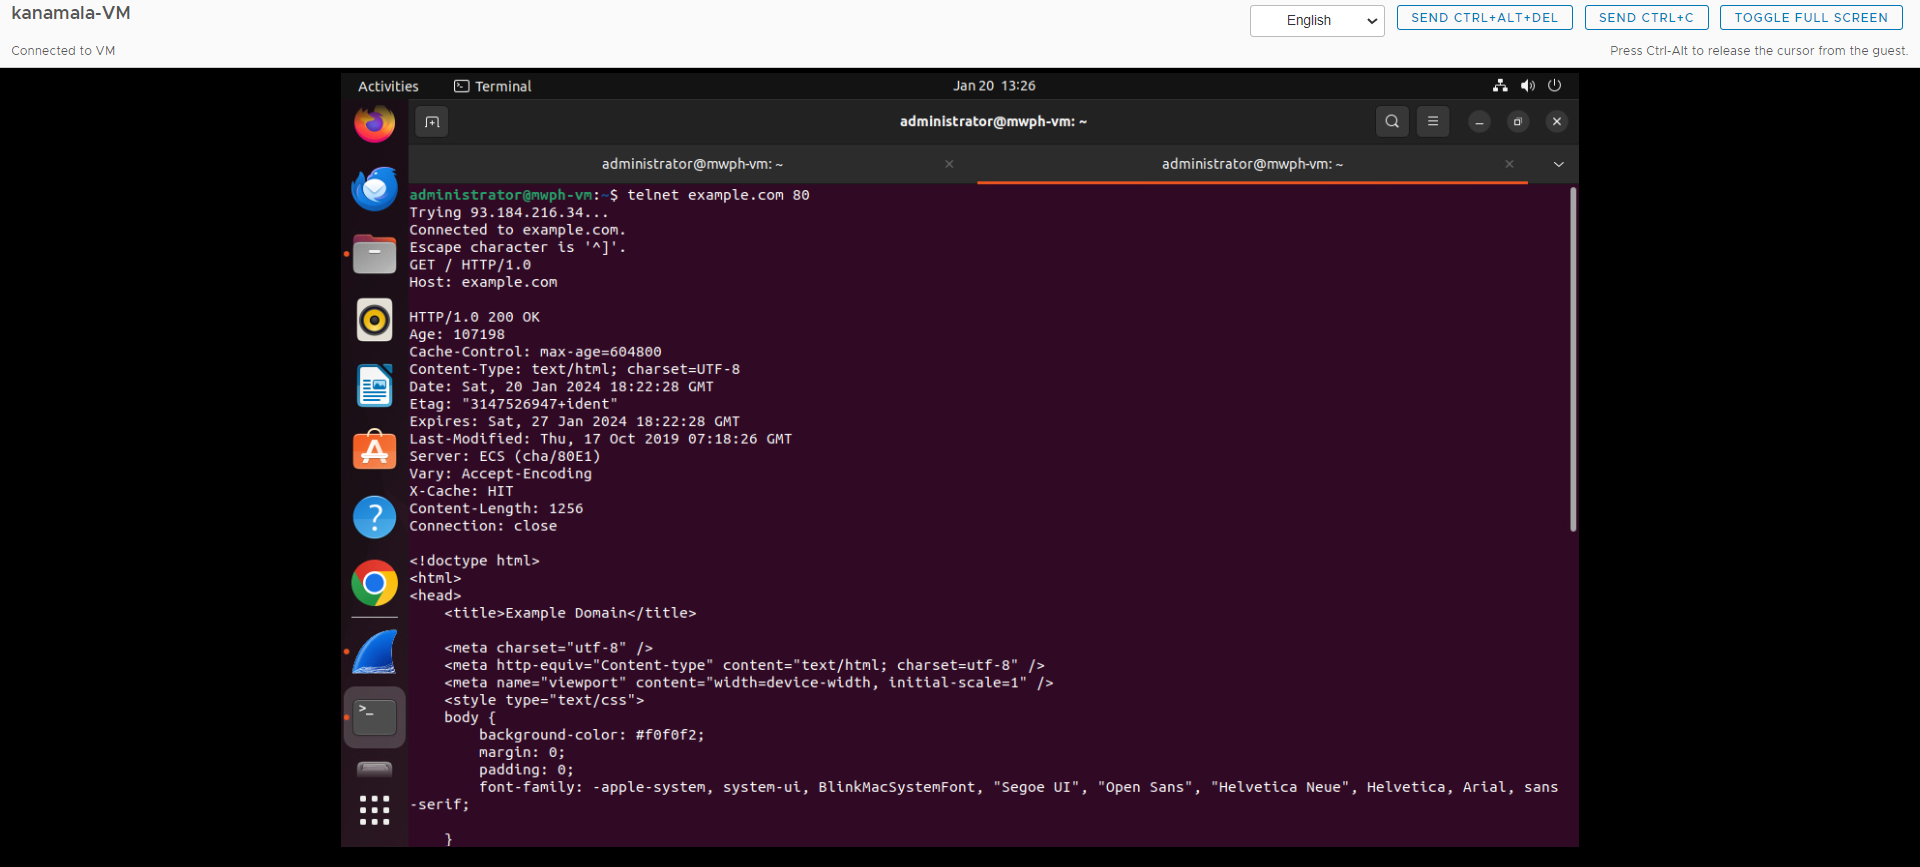 kanamala-VM
English
SEND CTRL+ALT+DEL
SEND CTRL+C
TOGGLE FULL SCREEN
Connected to VM
Press Ctrl-Alt to release the cursor from the guest.
Activities
Terminal
Jan 20 13:26
administrator@mwph-vm: ~
administrator@mwph-vm: ~
administrator@mwph-vm: ~
administrator@mwph-vm:~$ telnet example.com 80
Trying 93.184.216.34...
Connected to example.com.
Escape character is '^]'.
GET / HTTP/1.0
Host: example.com
HTTP/1.0 200 OK
Age: 107198
Cache-Control: max-age=604800
Content-Type: text/html; charset=UTF-8
Date: Sat, 20 Jan 2024 18:22:28 GMT
Etag: "3147526947+ident"
Expires: Sat, 27 Jan 2024 18:22:28 GMT
Last-Modified: Thu, 17 Oct 2019 07:18:26 GMT
Server: ECS (cha/80E1)
Vary: Accept-Encoding
X-Cache: HIT
Content-Length: 1256
Connection: close
<!doctype html>
<html>
<head>
    <title>Example Domain</title>
    <meta charset="utf-8" />
    <meta http-equiv="Content-type" content="text/html; charset=utf-8" />
    <meta name="viewport" content="width=device-width, initial-scale=1" />
    <style type="text/css">
    body {
        background-color: #f0f0f2;
        margin: 0;
        padding: 0;
        font-family: -apple-system, system-ui, BlinkMacSystemFont, "Segoe UI", "Open Sans", "Helvetica Neue", Helvetica, Arial, sans
-serif;
    }